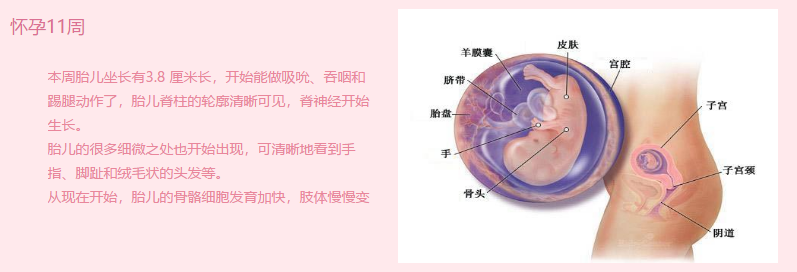 怀孕11周
本周胎儿坐长有3.8 厘米长，开始能做吸吮、吞咽和
踢腿动作了，胎儿脊柱的轮廓清晰可见，脊神经开始
生长。
胎儿的很多细微之处也开始出现，可清晰地看到手
指、脚趾和绒毛状的头发等。
从现在开始，胎儿的骨骼细胞发育加快，肢体慢慢变
皮肤
羊膜囊
宫腔
脐带
胎盘
手
骨头
子宫
子宫颈
阴道